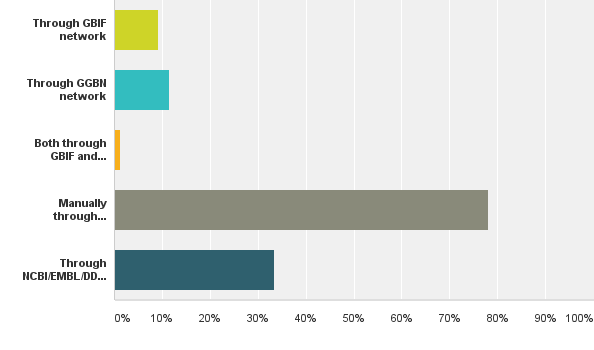 Through GBIF
network
Through GGBN
network
Both through
GBIF and...
Manually
through...
Through
NCBI/EMBL/DD...
0% 10% 20% 30% 40% 50% 60% 70% 80% 90% 100%